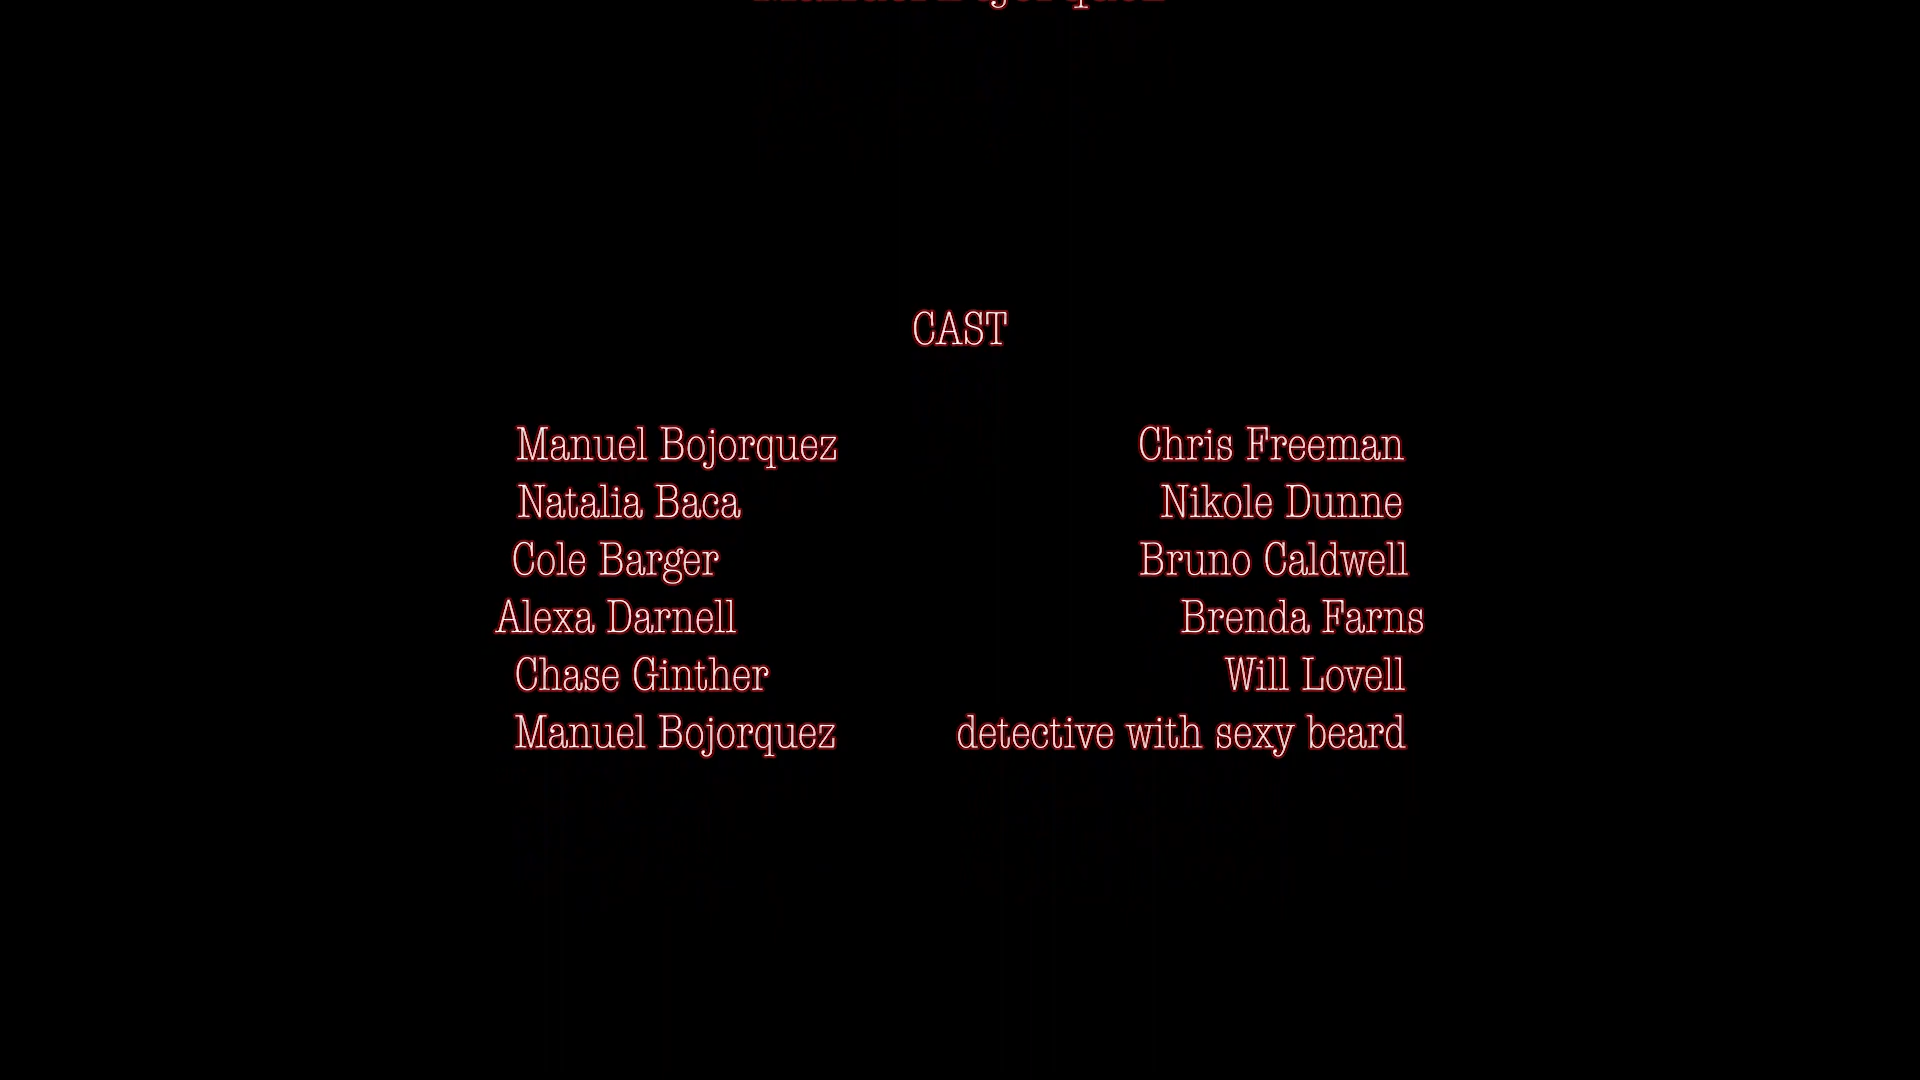 CAST
Manuel Bojorquez Chris Freeman
Natalia Baca Nikole Dunne
Cole Barger Bruno Caldwell
Alexa Darnell Brenda Farns
Chase Ginther Will Lovell
Manuel Bojorquez detective with sexy beard